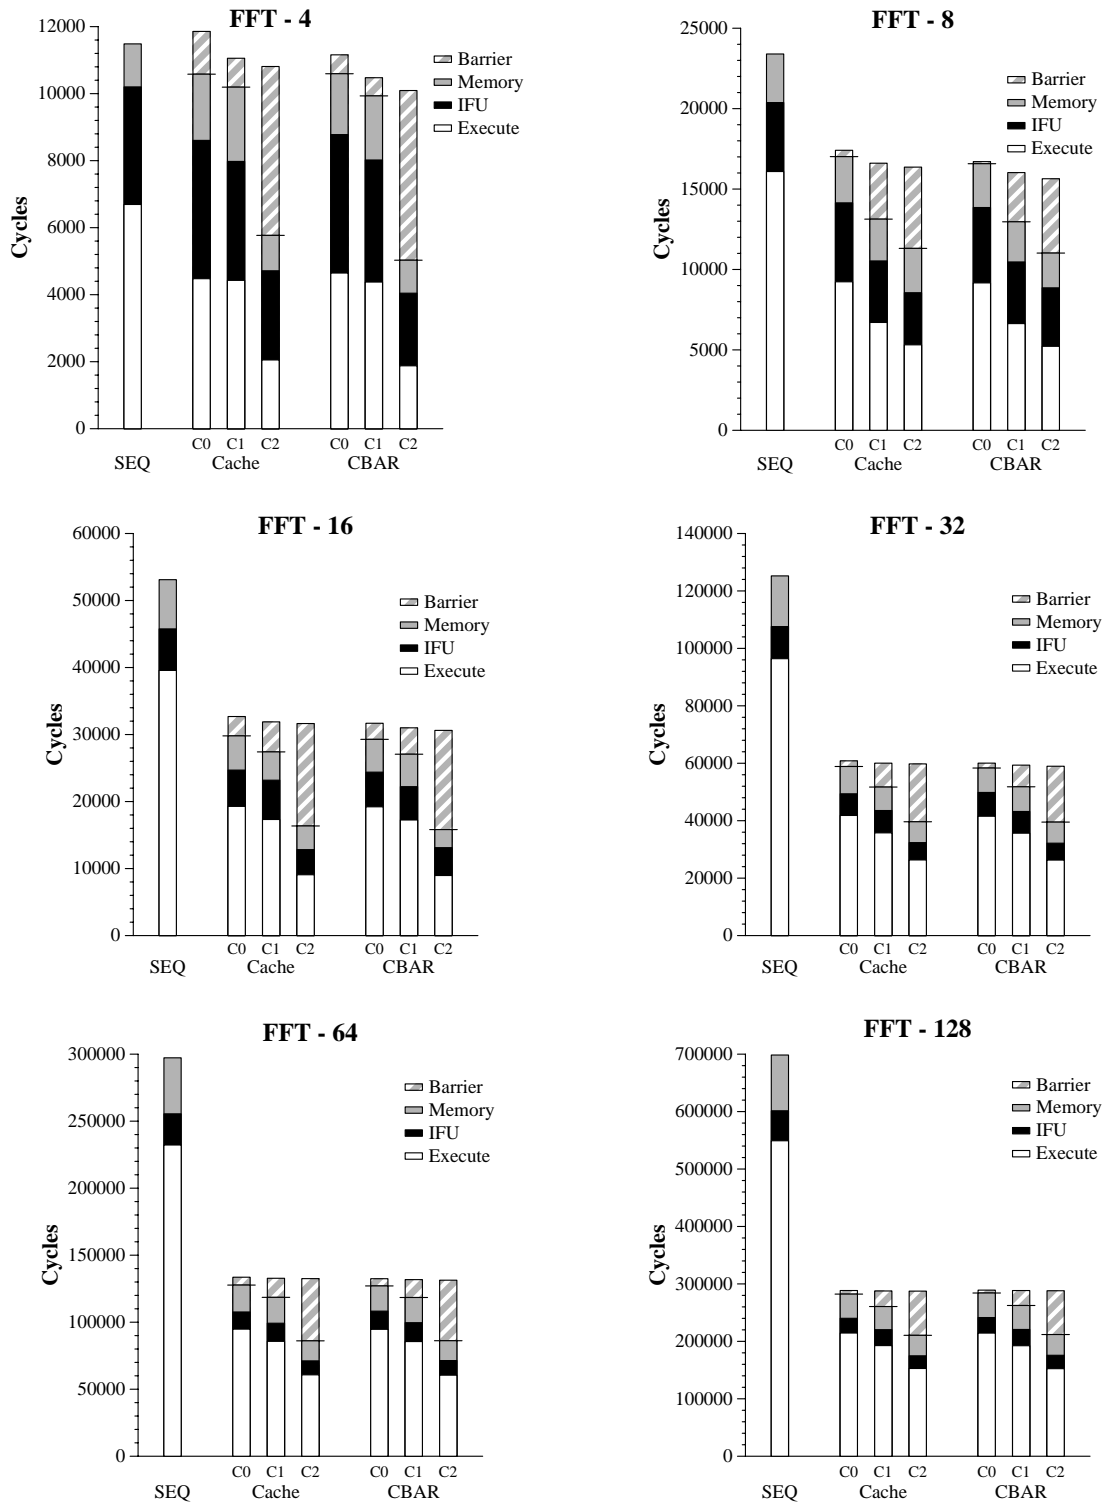 FFT - 4
12000
10000
8000
6000
4000
2000
0
Cycles
Barrier
Memory
IFU
Execute
C0 C1 C2 C0 C1 C2
SEQ Cache CBAR
FFT - 8
25000
20000
15000
10000
5000
0
Cycles
Barrier
Memory
IFU
Execute
C0 C1 C2 C0 C1 C2
SEQ Cache CBAR
FFT - 16
60000
50000
40000
30000
20000
10000
0
Cycles
Barrier
Memory
IFU
Execute
C0 C1 C2 C0 C1 C2
SEQ Cache CBAR
FFT - 32
140000
120000
100000
80000
60000
40000
20000
0
Cycles
Barrier
Memory
IFU
Execute
C0 C1 C2 C0 C1 C2
SEQ Cache CBAR
FFT - 64
300000
250000
200000
150000
100000
50000
0
Cycles
Barrier
Memory
IFU
Execute
C0 C1 C2 C0 C1 C2
SEQ Cache CBAR
FFT - 128
700000
600000
500000
400000
300000
200000
100000
0
Cycles
Barrier
Memory
IFU
Execute
C0 C1 C2 C0 C1 C2
SEQ Cache CBAR